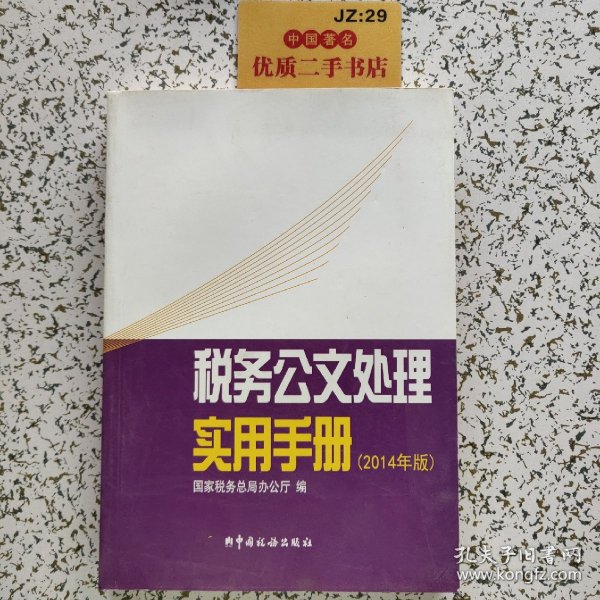 JZ:29
中国著名
优质二手书店
税务公文处理
实用手册(2014年版)
国家税务总局办公厅 编
中国税务出版社
孔夫子旧书网
www.kongfz.com